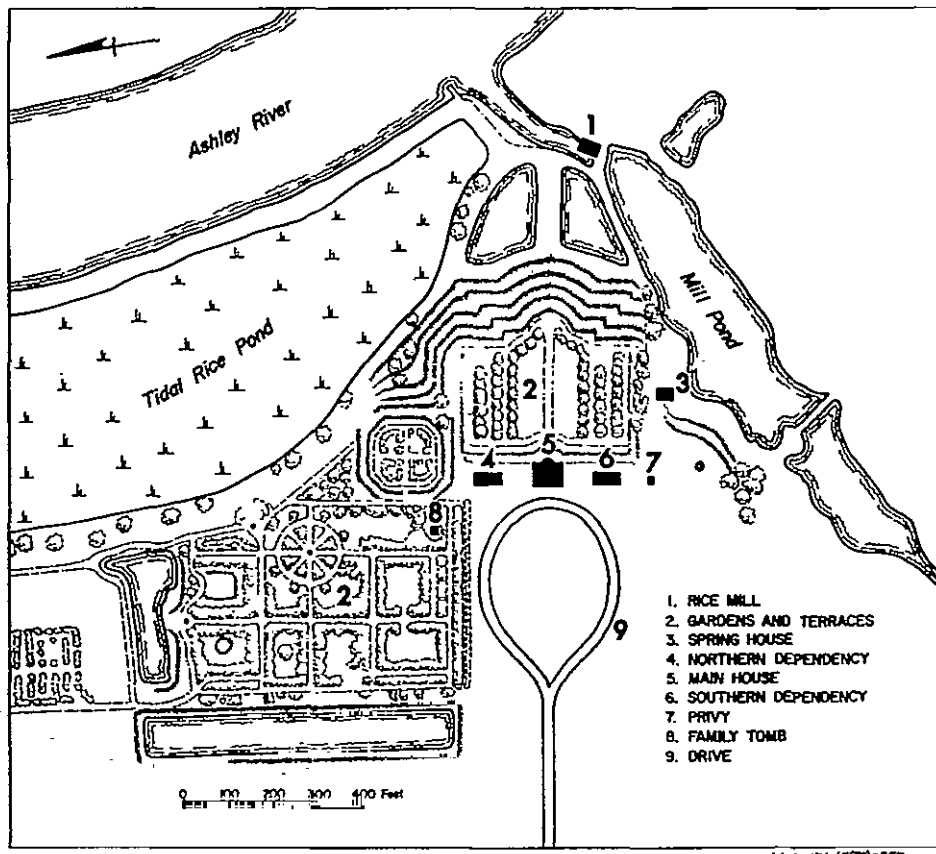 Ashley River
1
Tidal Rice Pond
Mill Pond
2
3
5
4
6
7
8
2
9
1. RICE MILL
2. GARDENS AND TERRACES
3. SPRING HOUSE
4. NORTHERN DEPENDENCY
5. MAIN HOUSE
6. SOUTHERN DEPENDENCY
7. PRIVY
8. FAMILY TOMB
9. DRIVE
0 100 200 300 400 Feet